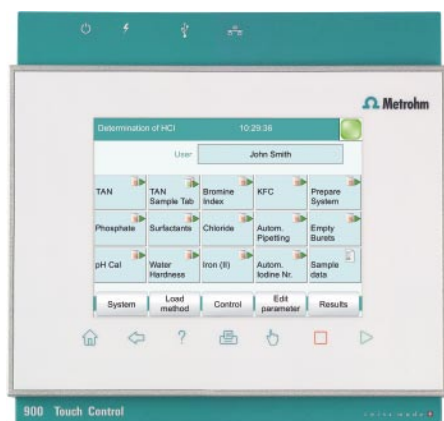 Metrohm
Determination of HCl 10:29:36
User John Smith
TAN
TAN Sample Tab
Bromine Index
KFC
Prepare System
Phosphate
Surfactants
Chloride
Autom. Pipetting
Empty Burets
pH Cal
Water Hardness
Iron (II)
Autom. Iodine Nr.
Sample data
System
Load method
Control
Edit parameter
Results
?
900 Touch Control
swiss made